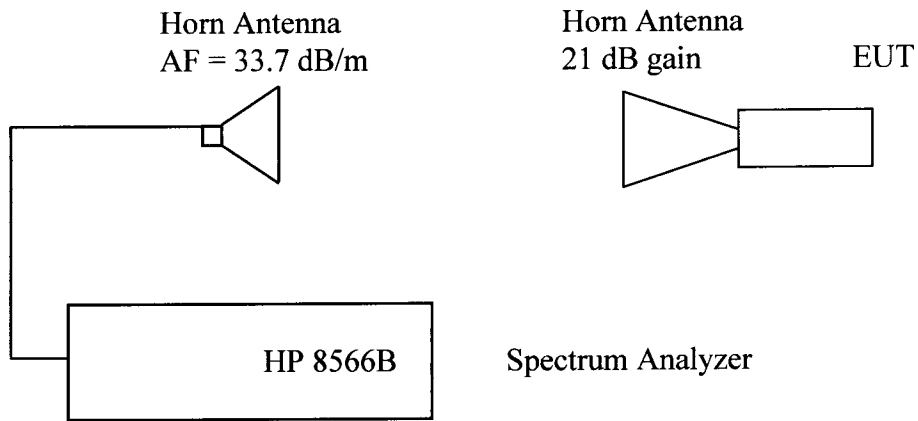 Horn Antenna
AF = 33.7 dB/m
Horn Antenna
21 dB gain
EUT
HP 8566B
Spectrum Analyzer